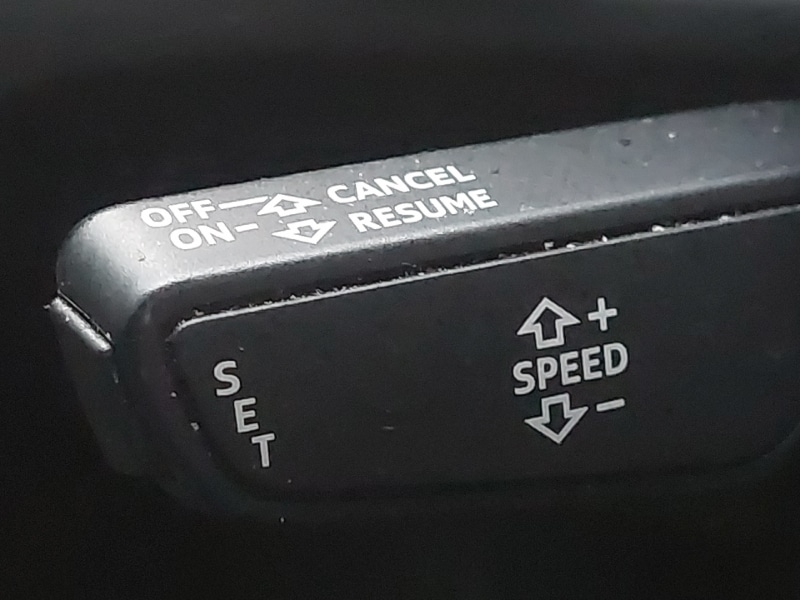 OFF CANCEL
ON RESUME
+
SPEED
-
SET